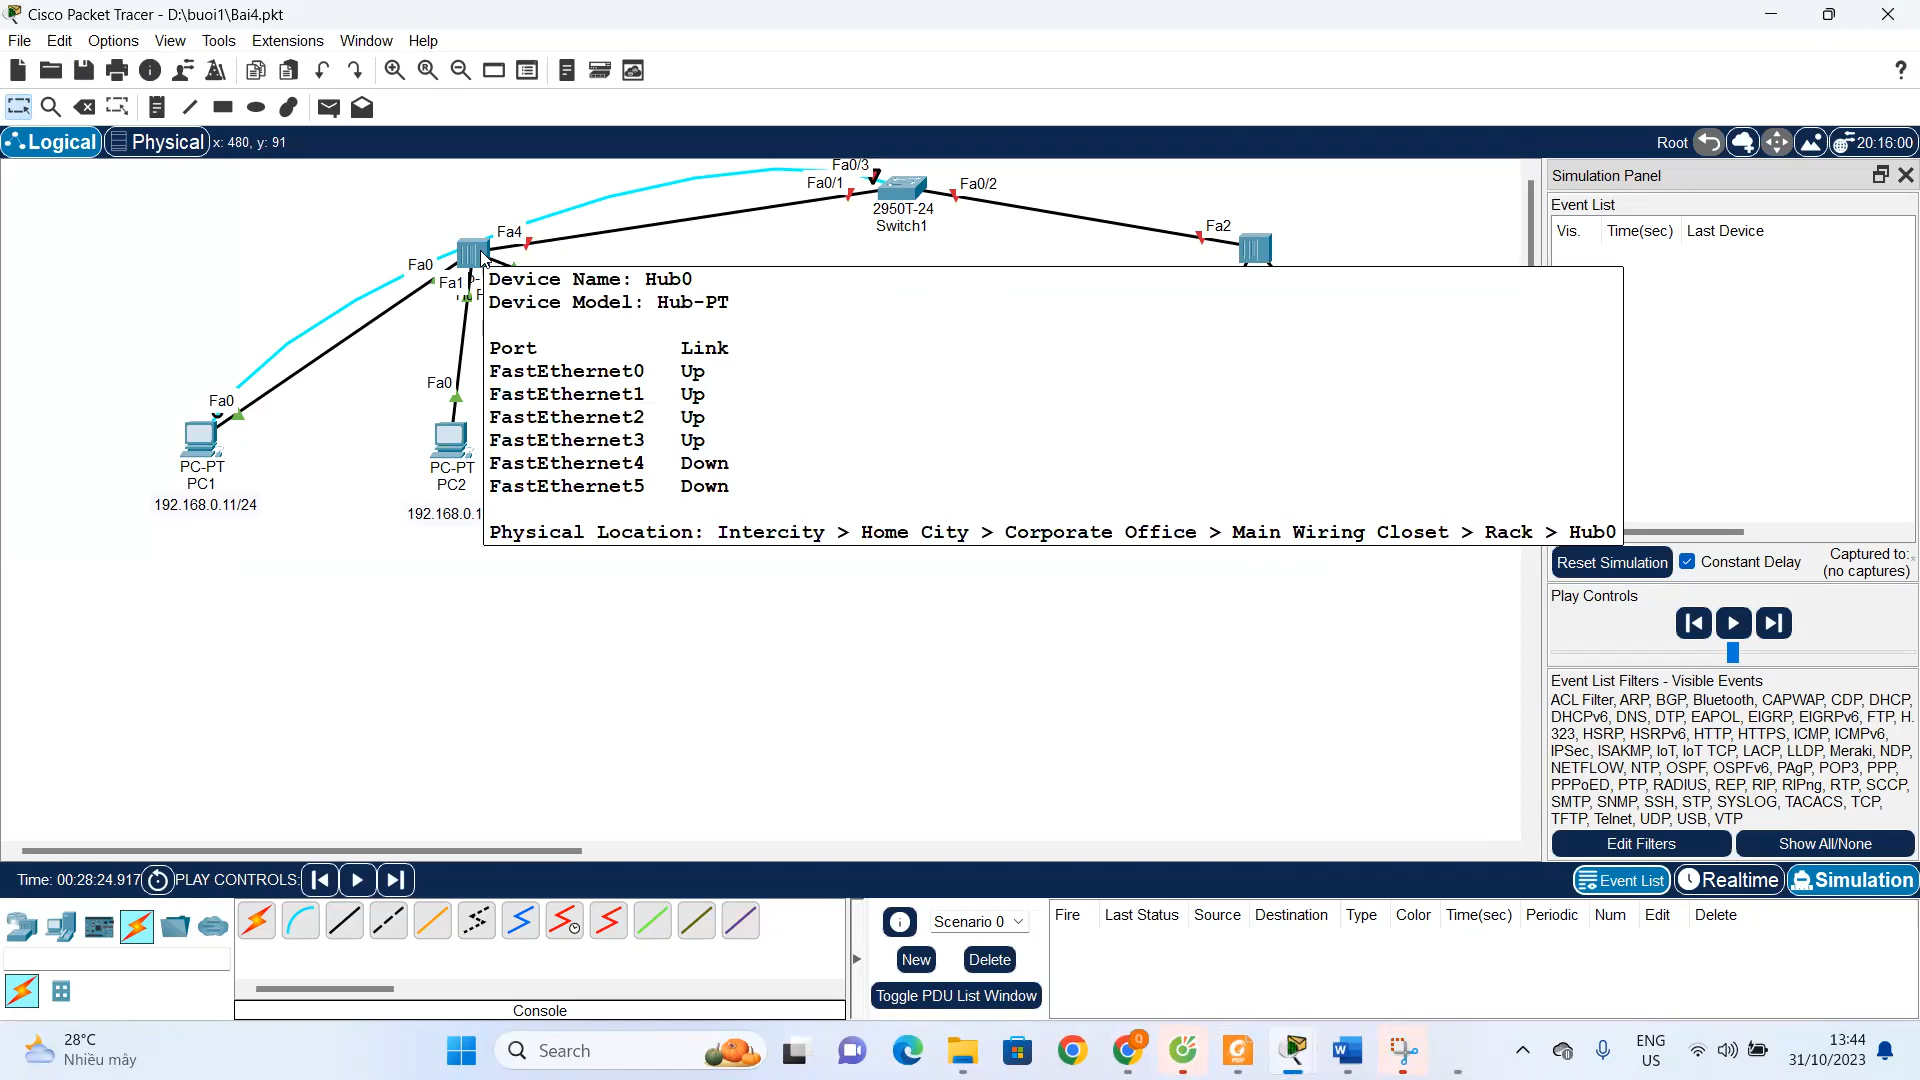 Cisco Packet Tracer - D:\buoi1\Bai4.pkt
File Edit Options View Tools Extensions Window Help
Logical Physical x: 480, y: 91 Root 20:16:00
Fa0/3
Fa0/1 Fa0/2
2950T-24
Switch1
Fa4
Fa2
Fa0
Fa1
Device Name: Hub0
Device Model: Hub-PT
Port Link
FastEthernet0 Up
FastEthernet1 Up
FastEthernet2 Up
FastEthernet3 Up
FastEthernet4 Down
FastEthernet5 Down
Physical Location: Intercity > Home City > Corporate Office > Main Wiring Closet > Rack > Hub0
Fa0
Fa0
PC-PT
PC1
192.168.0.11/24
PC-PT
PC2
192.168.0.1
Simulation Panel
Event List
Vis. Time(sec) Last Device
Reset Simulation Constant Delay Captured to:
(no captures)
Play Controls
Event List Filters - Visible Events
ACL Filter, ARP, BGP, Bluetooth, CAPWAP, CDP, DHCP,
DHCPv6, DNS, DTP, EAPOL, EIGRP, EIGRPv6, FTP, H.
323, HSRP, HSRPv6, HTTP, HTTPS, ICMP, ICMPv6,
IPSec, ISAKMP, IoT, IoT TCP, LACP, LLDP, Meraki, NDP,
NETFLOW, NTP, OSPF, OSPFv6, PAgP, POP3, PPP,
PPPoED, PTP, RADIUS, REP, RIP, RIPng, RTP, SCCP,
SMTP, SNMP, SSH, STP, SYSLOG, TACACS, TCP,
TFTP, Telnet, UDP, USB, VTP
Edit Filters Show All/None
Time: 00:28:24.917 PLAY CONTROLS: Event List Realtime Simulation
Scenario 0
New Delete
Toggle PDU List Window
Fire Last Status Source Destination Type Color Time(sec) Periodic Num Edit Delete
Console
28°C
Nhiều mây
Search
ENG
US
13:44
31/10/2023